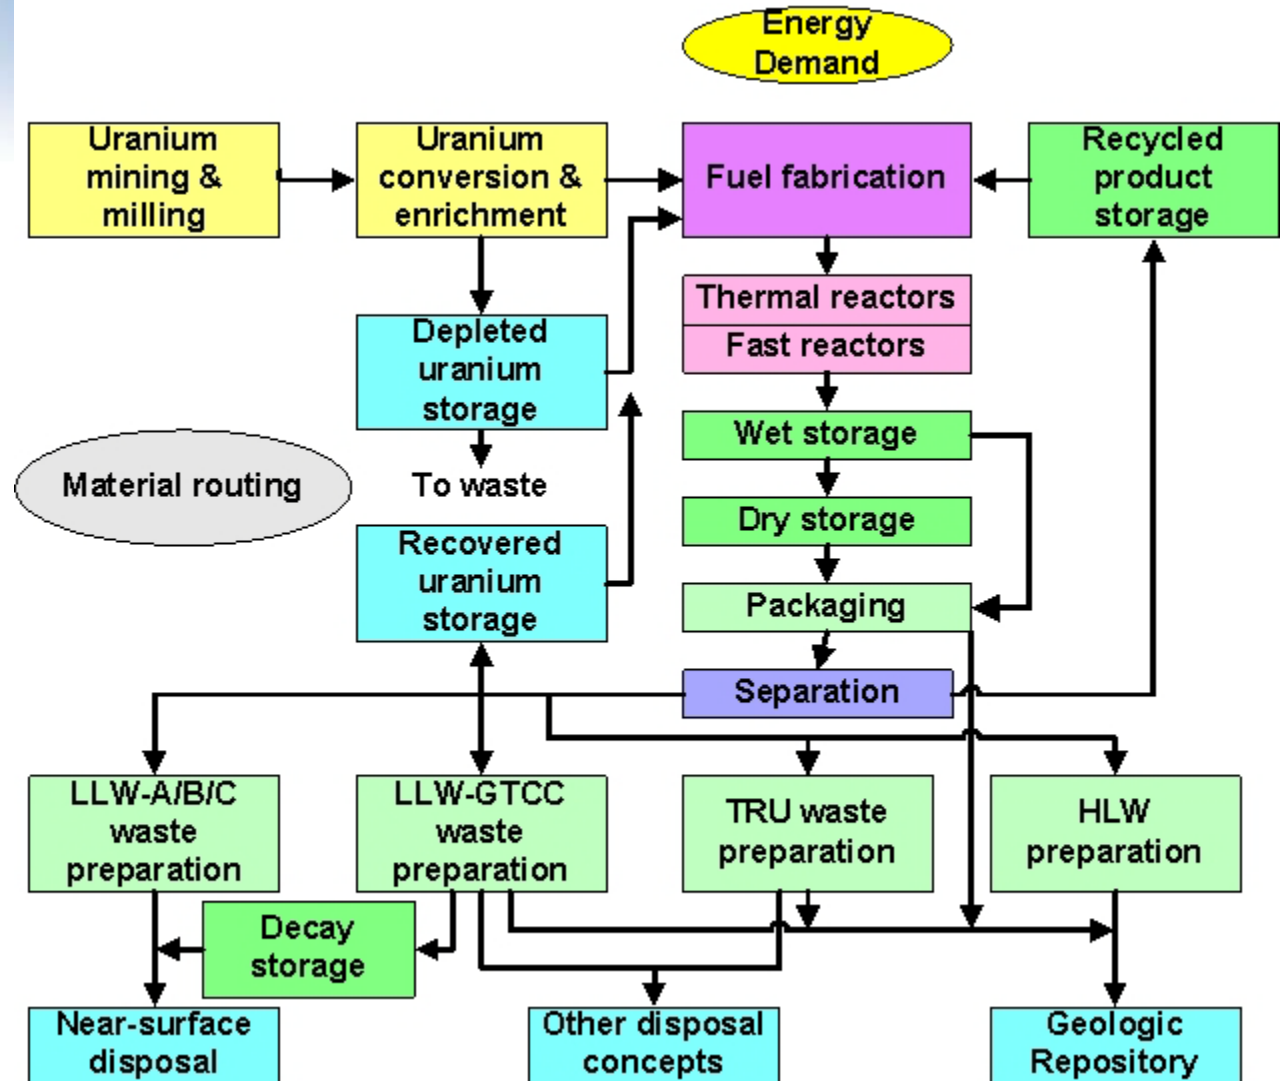 Energy
Demand
Uranium
mining &
milling
Uranium
conversion &
enrichment
Fuel fabrication
Recycled
product
storage
Thermal reactors
Fast reactors
Depleted
uranium
storage
Wet storage
Material routing
To waste
Dry storage
Recovered
uranium
storage
Packaging
Separation
LLW-A/B/C
waste
preparation
LLW-GTCC
waste
preparation
TRU waste
preparation
HLW
preparation
Decay
storage
Near-surface
disposal
Other disposal
concepts
Geologic
Repository